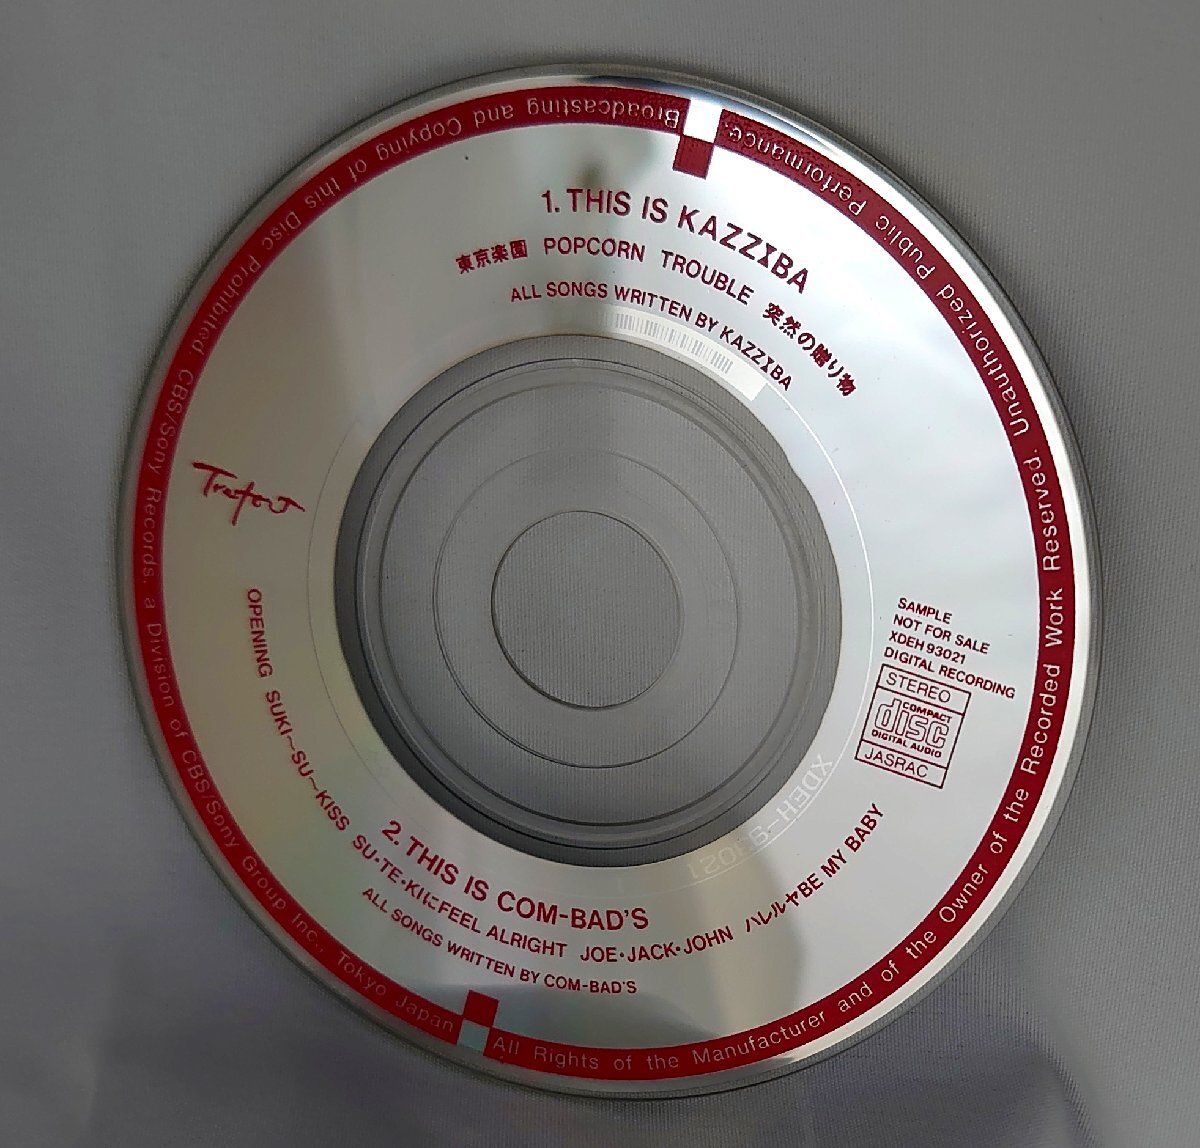 1. THIS IS KAZZIBA
東京楽園 POPCORN TROUBLE 突然の贈り物
ALL SONGS WRITTEN BY KAZZIBA
SAMPLE
NOT FOR SALE
XDEH 93021
DIGITAL RECORDING
STEREO
COMPACT
disc
DIGITAL AUDIO
JASRAC
2. THIS IS COM-BAD'S
OPENING SUKI〜SU〜KISS SU・TE・KIにFEEL ALRIGHT JOE・JACK・JOHN ハレルヤBE MY BABY
ALL SONGS WRITTEN BY COM-BAD'S
All Rights of the Manufacturer and of the Owner of the Recorded Work Reserved. Unauthorized Public Performance.
Broadcasting and Copying of this Disc Prohibited. CBS/Sony Records. a Division of CBS/Sony Group Inc., Tokyo Japan